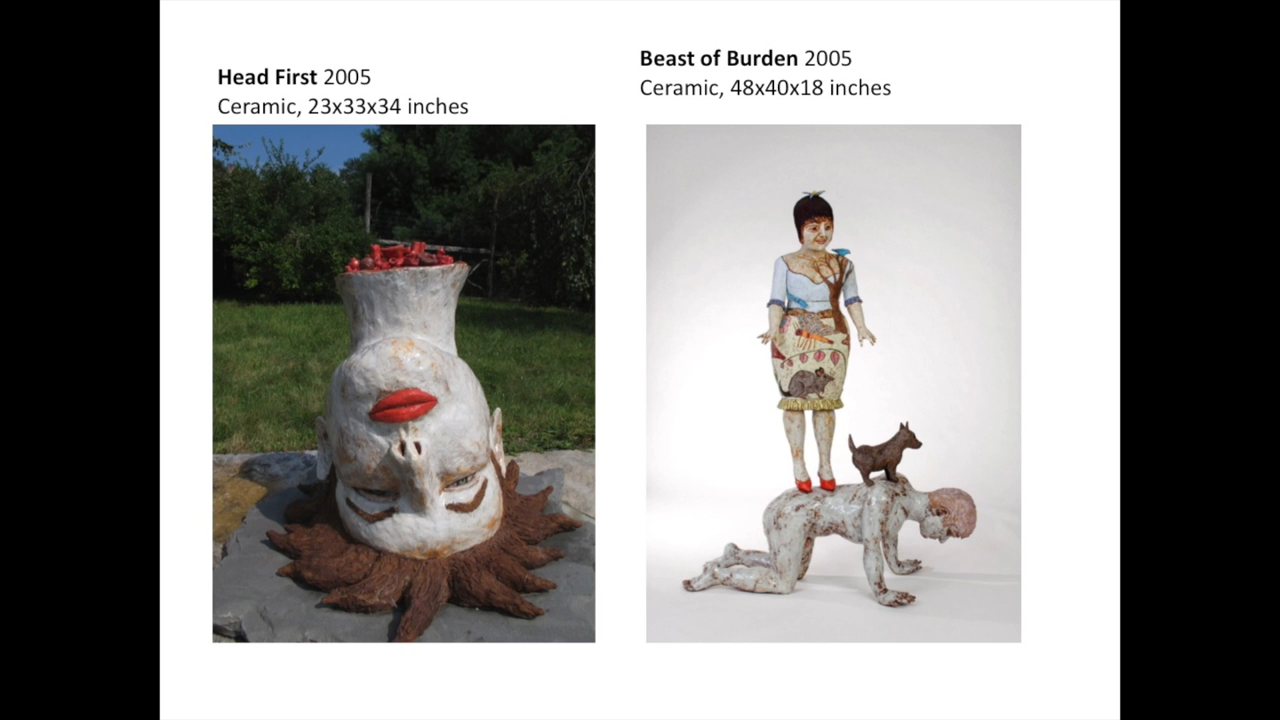 Head First 2005
Ceramic, 23x33x34 inches
Beast of Burden 2005
Ceramic, 48x40x18 inches